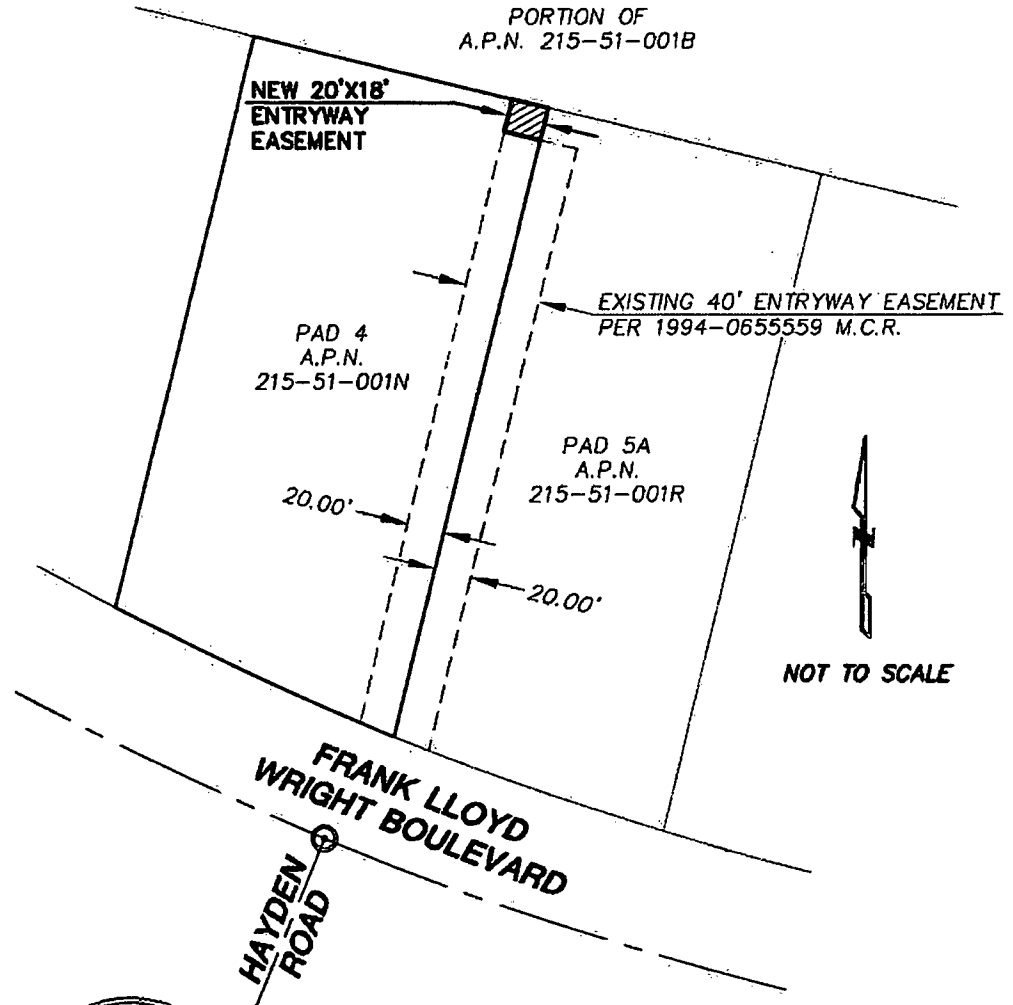 PORTION OF
A.P.N. 215-51-001B
NEW 20'X18'
ENTRYWAY
EASEMENT
EXISTING 40' ENTRYWAY EASEMENT
PER 1994-0655559 M.C.R.
PAD 4
A.P.N.
215-51-001N
PAD 5A
A.P.N.
215-51-001R
20.00'
20.00'
N
NOT TO SCALE
FRANK LLOYD
WRIGHT BOULEVARD
HAYDEN
ROAD